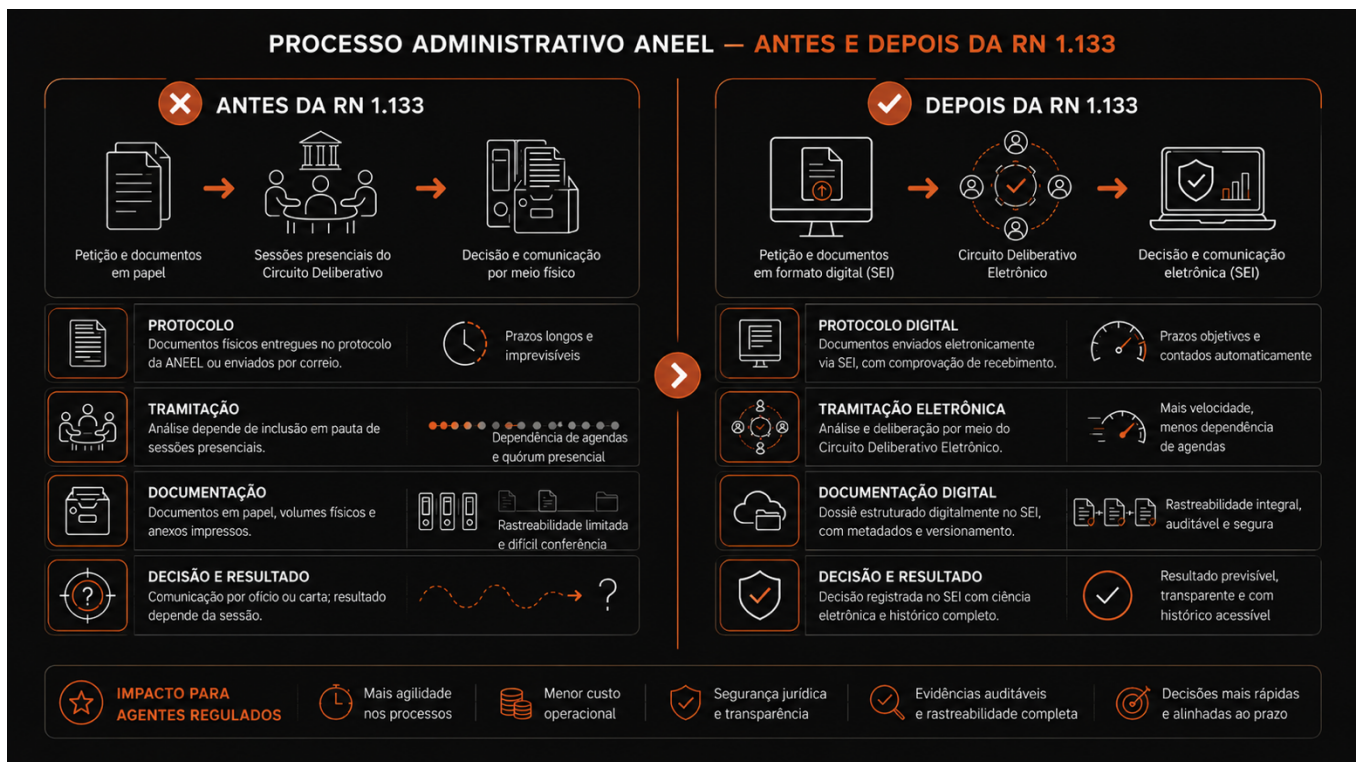 PROCESSO ADMINISTRATIVO ANEEL — ANTES E DEPOIS DA RN 1.133
ANTES DA RN 1.133
Petição e documentos
em papel
Sessões presenciais do
Circuito Deliberativo
Decisão e comunicação
por meio físico
PROTOCOLO
Documentos físicos entregues no protocolo
da ANEEL ou enviados por correio.
Prazos longos e
imprevisíveis
TRAMITAÇÃO
Análise depende de inclusão em pauta de
sessões presenciais.
Dependência de agendas
e quórum presencial
DOCUMENTAÇÃO
Documentos em papel, volumes físicos e
anexos impressos.
Rastreabilidade limitada
e difícil conferência
DECISÃO E RESULTADO
Comunicação por ofício ou carta; resultado
depende da sessão.
?
?
DEPOIS DA RN 1.133
Petição e documentos
em formato digital (SEI)
Circuito Deliberativo
Eletrônico
Decisão e comunicação
eletrônica (SEI)
PROTOCOLO DIGITAL
Documentos enviados eletronicamente
via SEI, com comprovação de recebimento.
Prazos objetivos e
contados automaticamente
TRAMITAÇÃO ELETRÔNICA
Análise e deliberação por meio do
Circuito Deliberativo Eletrônico.
Mais velocidade,
menos dependência
de agendas
DOCUMENTAÇÃO DIGITAL
Dossiê estruturado digitalmente no SEI,
com metadados e versionamento.
Rastreabilidade integral,
auditável e segura
DECISÃO E RESULTADO
Decisão registrada no SEI com ciência
eletrônica e histórico completo.
Resultado previsível,
transparente e com
histórico acessível
IMPACTO PARA
AGENTES REGULADOS
Mais agilidade
nos processos
Menor custo
operacional
Segurança jurídica
e transparência
Evidências auditáveis
e rastreabilidade completa
Decisões mais rápidas
e alinhadas ao prazo